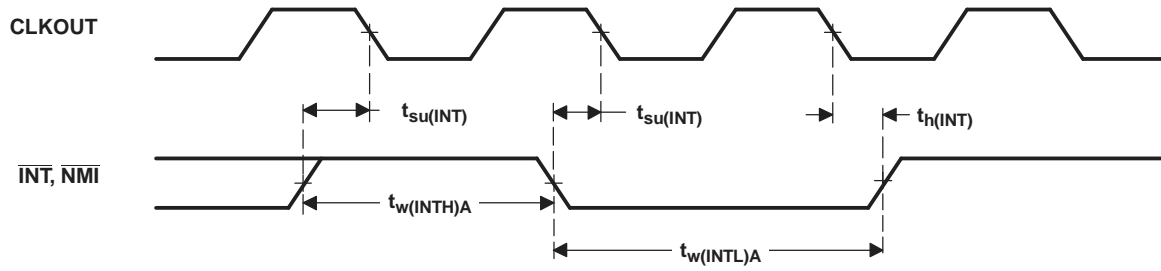 CLKOUT
tsu(INT)
tsu(INT)
th(INT)
INT, NMI
tw(INTH)A
tw(INTL)A